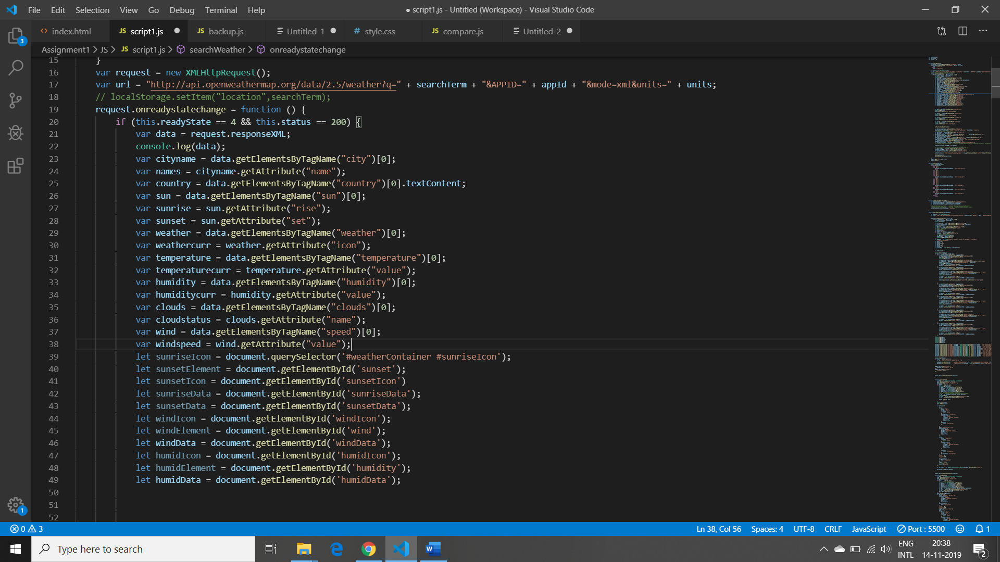 File Edit Selection View Go Debug Terminal Help ● script1.js - Untitled (Workspace) - Visual Studio Code
<> index.html JS script1.js JS backup.js Untitled-1 # style.css JS compare.js Untitled-2
Assignment1 > JS > JS script1.js > searchWeather > onreadystatechange
15 }
16 var request = new XMLHttpRequest();
17 var url = "http://api.openweathermap.org/data/2.5/weather?q=" + searchTerm + "&APPID=" + appId + "&mode=xml&units=" + units;
18 // localStorage.setItem("location",searchTerm);
19 request.onreadystatechange = function () {
20 if (this.readyState == 4 && this.status == 200) {
21 var data = request.responseXML;
22 console.log(data);
23 var cityname = data.getElementsByTagName("city")[0];
24 var names = cityname.getAttribute("name");
25 var country = data.getElementsByTagName("country")[0].textContent;
26 var sun = data.getElementsByTagName("sun")[0];
27 var sunrise = sun.getAttribute("rise");
28 var sunset = sun.getAttribute("set");
29 var weather = data.getElementsByTagName("weather")[0];
30 var weathercurr = weather.getAttribute("icon");
31 var temperature = data.getElementsByTagName("temperature")[0];
32 var temperaturecurr = temperature.getAttribute("value");
33 var humidity = data.getElementsByTagName("humidity")[0];
34 var humiditycurr = humidity.getAttribute("value");
35 var clouds = data.getElementsByTagName("clouds")[0];
36 var cloudstatus = clouds.getAttribute("name");
37 var wind = data.getElementsByTagName("speed")[0];
38 var windspeed = wind.getAttribute("value");
39 let sunriseIcon = document.querySelector('#weatherContainer #sunriseIcon');
40 let sunsetElement = document.getElementById('sunset');
41 let sunsetIcon = document.getElementById('sunsetIcon')
42 let sunriseData = document.getElementById('sunriseData');
43 let sunsetData = document.getElementById('sunsetData');
44 let windIcon = document.getElementById('windIcon');
45 let windElement = document.getElementById('wind');
46 let windData = document.getElementById('windData');
47 let humidIcon = document.getElementById('humidIcon');
48 let humidElement = document.getElementById('humidity');
49 let humidData = document.getElementById('humidData');
50
51
52
3
1
0 3 Ln 38, Col 56 Spaces: 4 UTF-8 CRLF JavaScript Port : 5500 1
Type here to search
ENG 20:38
INTL 14-11-2019 2